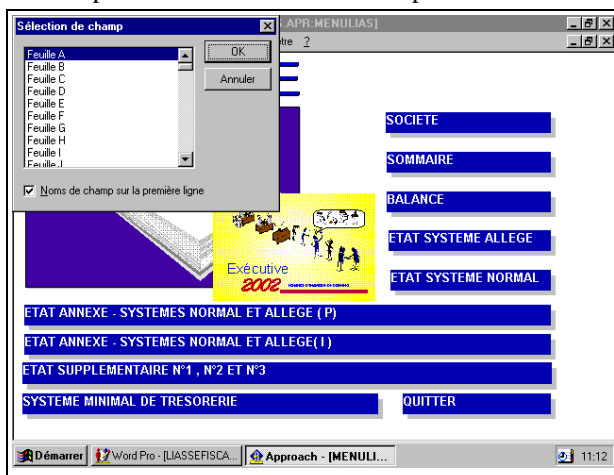 Sélection de champ
.APR:MENULIAS]
tre ?
Feuille A
Feuille B
Feuille C
Feuille D
Feuille E
Feuille F
Feuille G
Feuille H
Feuille I
Feuille J
OK
Annuler
Noms de champ sur la première ligne
SOCIETE
SOMMAIRE
BALANCE
ETAT SYSTEME ALLEGE
ETAT SYSTEME NORMAL
Exécutive
2002
ETAT ANNEXE - SYSTEMES NORMAL ET ALLEGE ( P)
ETAT ANNEXE - SYSTEMES NORMAL ET ALLEGE( I )
ETAT SUPPLEMENTAIRE N°1 , N°2 ET N°3
SYSTEME MINIMAL DE TRESORERIE
QUITTER
Démarrer
Word Pro - [LIASSEFISCA...
Approach - [MENULI...
11:12